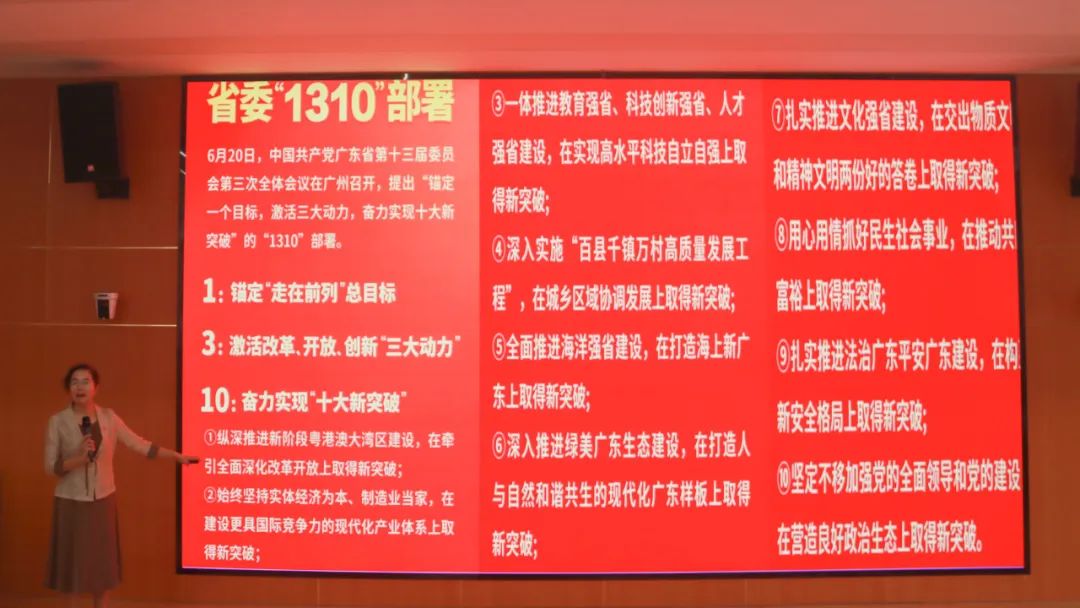 省委“1310”部署
6月20日，中国共产党广东省第十三届委员
会第三次全体会议在广州召开，提出“锚定
一个目标，激活三大动力，奋力实现十大新
突破”的“1310”部署。
1：锚定“走在前列”总目标
3：激活改革、开放、创新“三大动力”
10：奋力实现“十大新突破”
①纵深推进新阶段粤港澳大湾区建设，在牵
引全面深化改革开放上取得新突破；
②始终坚持实体经济为本、制造业当家，在
建设更具国际竞争力的现代化产业体系上取
得新突破；
③一体推进教育强省、科技创新强省、人才
强省建设，在实现高水平科技自立自强上取
得新突破;
④深入实施“百县千镇万村高质量发展工
程”，在城乡区域协调发展上取得新突破;
⑤全面推进海洋强省建设，在打造海上新广
东上取得新突破;
⑥深入推进绿美广东生态建设，在打造人
与自然和谐共生的现代化广东样板上取得
新突破;
⑦扎实推进文化强省建设，在交出物质文
和精神文明两份好的答卷上取得新突破;
⑧用心用情抓好民生社会事业，在推动共
富裕上取得新突破;
⑨扎实推进法治广东平安广东建设，在构
新安全格局上取得新突破;
⑩坚定不移加强党的全面领导和党的建设
在营造良好政治生态上取得新突破。